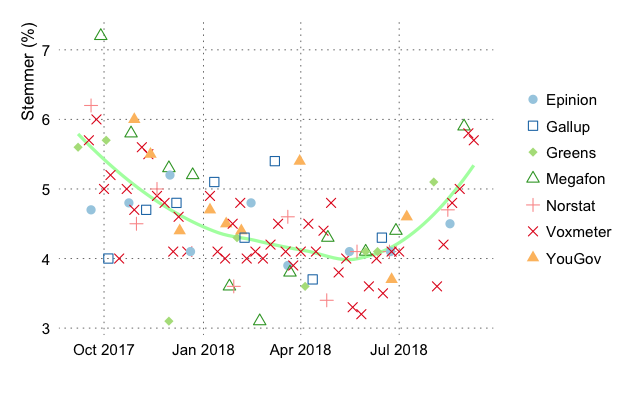 Stemmer (%)
7
6
5
4
3
Oct 2017
Jan 2018
Apr 2018
Jul 2018
Epinion
Gallup
Greens
Megafon
Norstat
Voxmeter
YouGov